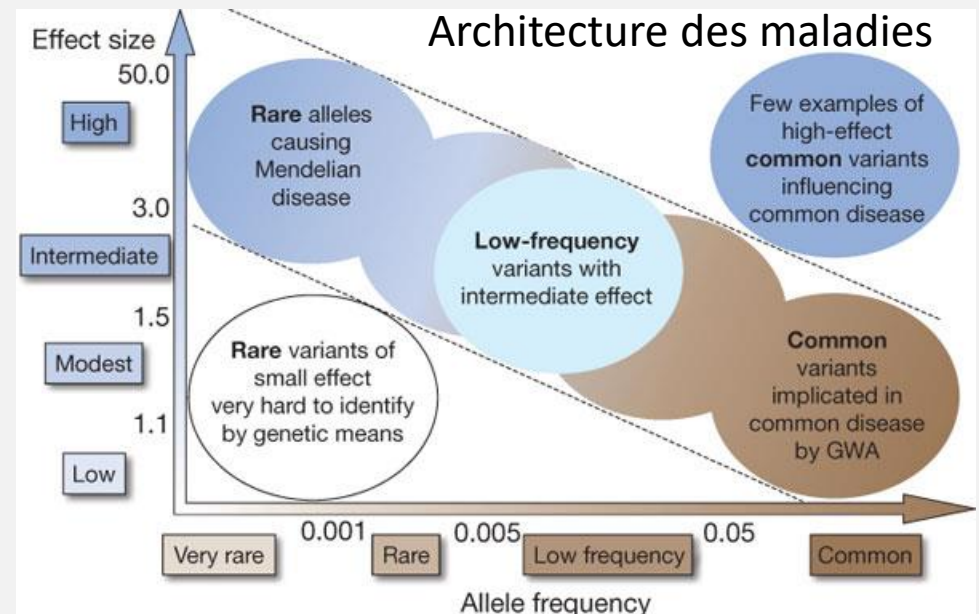 Architecture des maladies
Effect size
50.0
High
3.0
Intermediate
1.5
Modest
1.1
Low
Rare alleles
causing
Mendelian
disease
Few examples of
high-effect
common variants
influencing
common disease
Low-frequency
variants with
intermediate effect
Rare variants of
small effect
very hard to identify
by genetic means
Common
variants
implicated in
common disease
by GWA
0.001
0.005
0.05
Very rare
Rare
Low frequency
Common
Allele frequency